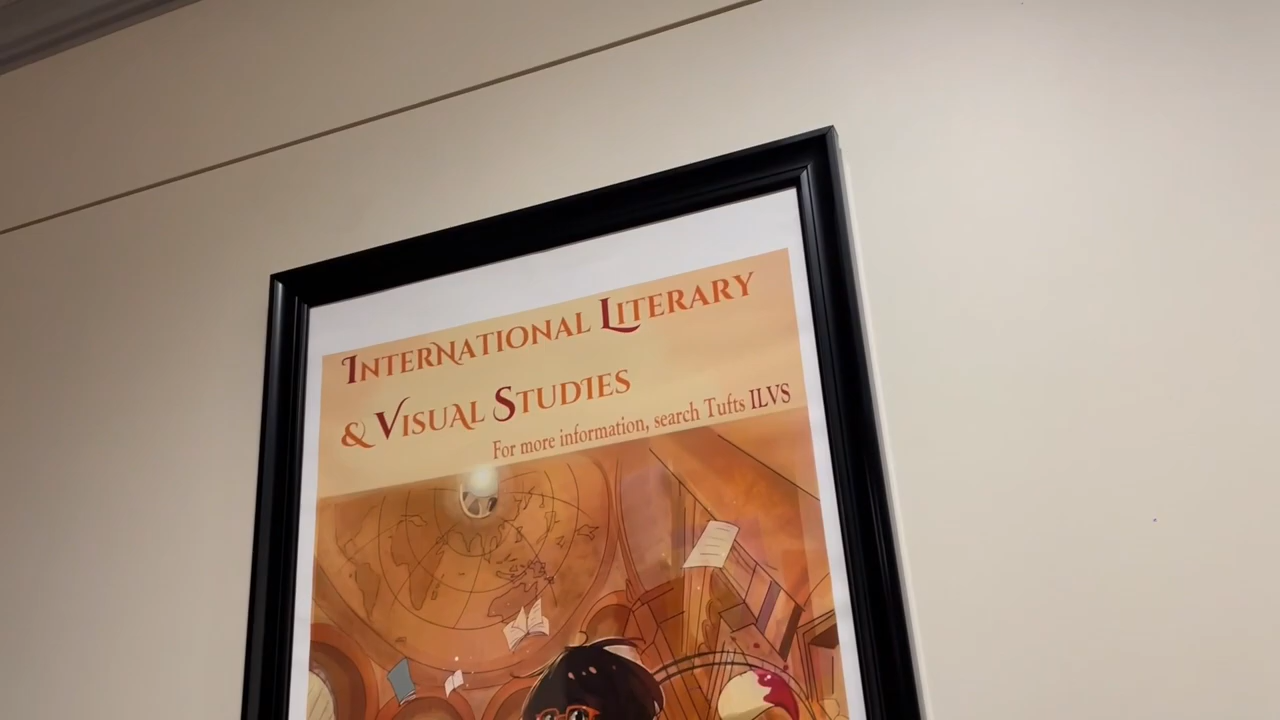 INTERNATIONAL LITERARY
& VISUAL STUDIES
For more information, search Tufts ILVS